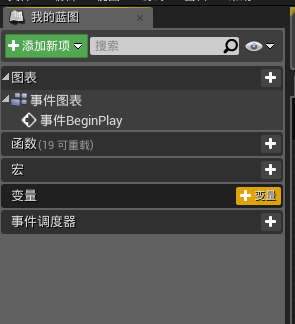 我的蓝图
添加新项 搜索
图表
事件图表
事件BeginPlay
函数(19 可重载)
宏
变量 变量
事件调度器